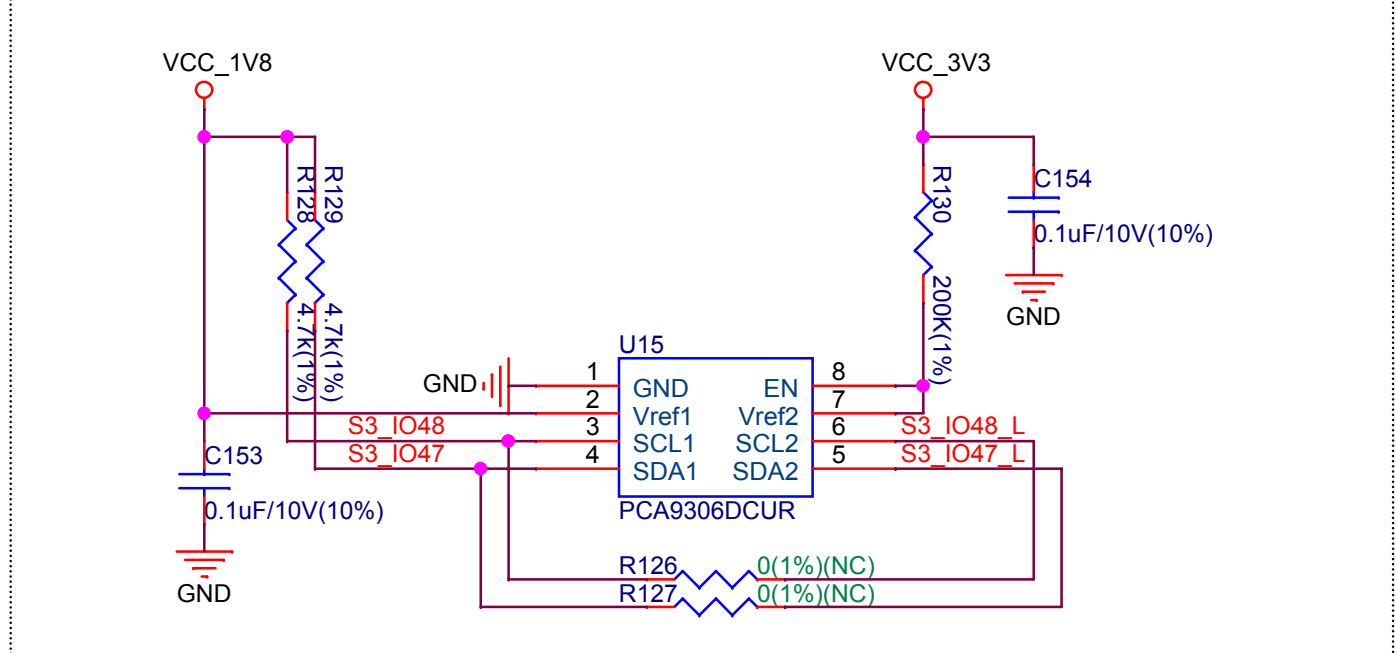 VCC_1V8
VCC_3V3
R128
R129
4.7k(1%)
4.7k(1%)
R130
200K(1%)
C154
0.1uF/10V(10%)
GND
U15
GND
1
GND
EN
8
2
Vref1
Vref2
7
S3_IO48
3
SCL1
SCL2
6
S3_IO48_L
S3_IO47
4
SDA1
SDA2
5
S3_IO47_L
PCA9306DCUR
C153
0.1uF/10V(10%)
GND
R126
0(1%)(NC)
R127
0(1%)(NC)